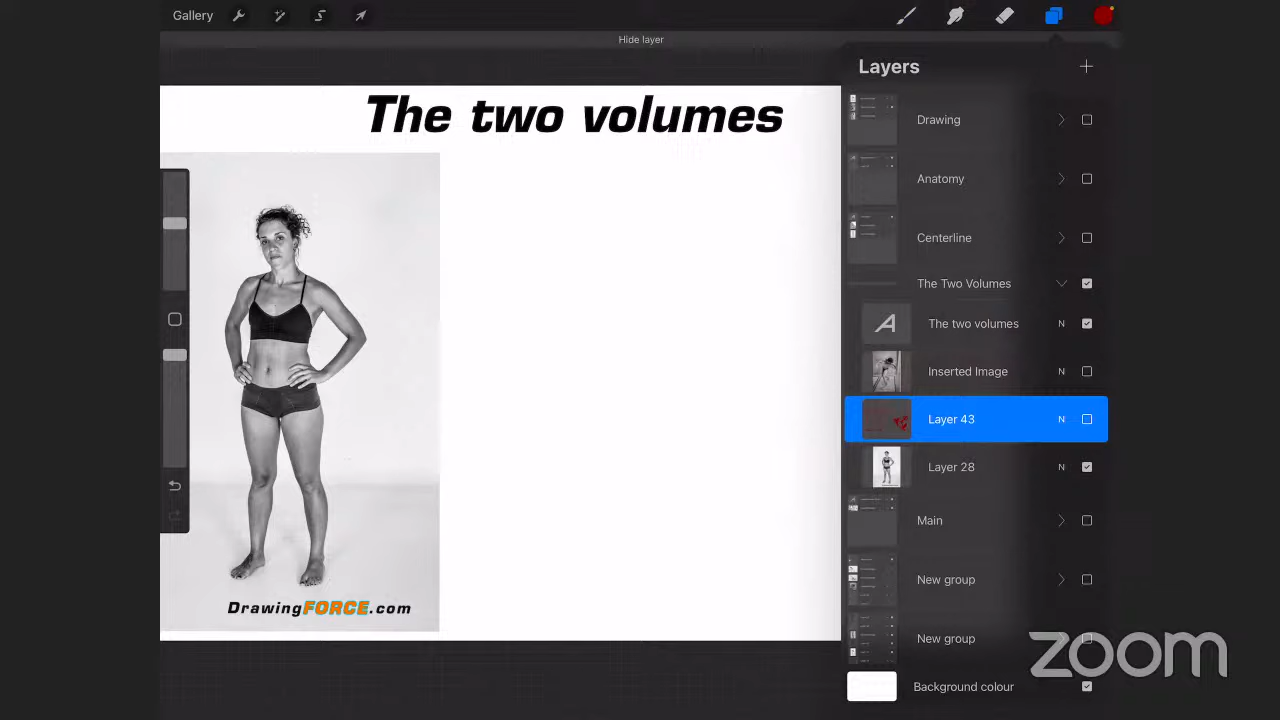 Gallery
Hide layer
Layers
The two volumes
Drawing
Anatomy
Centerline
The Two Volumes
The two volumes N
Inserted Image N
Layer 43 N
Layer 28 N
Main
New group
DrawingFORCE.com
New group
zoom
Background colour